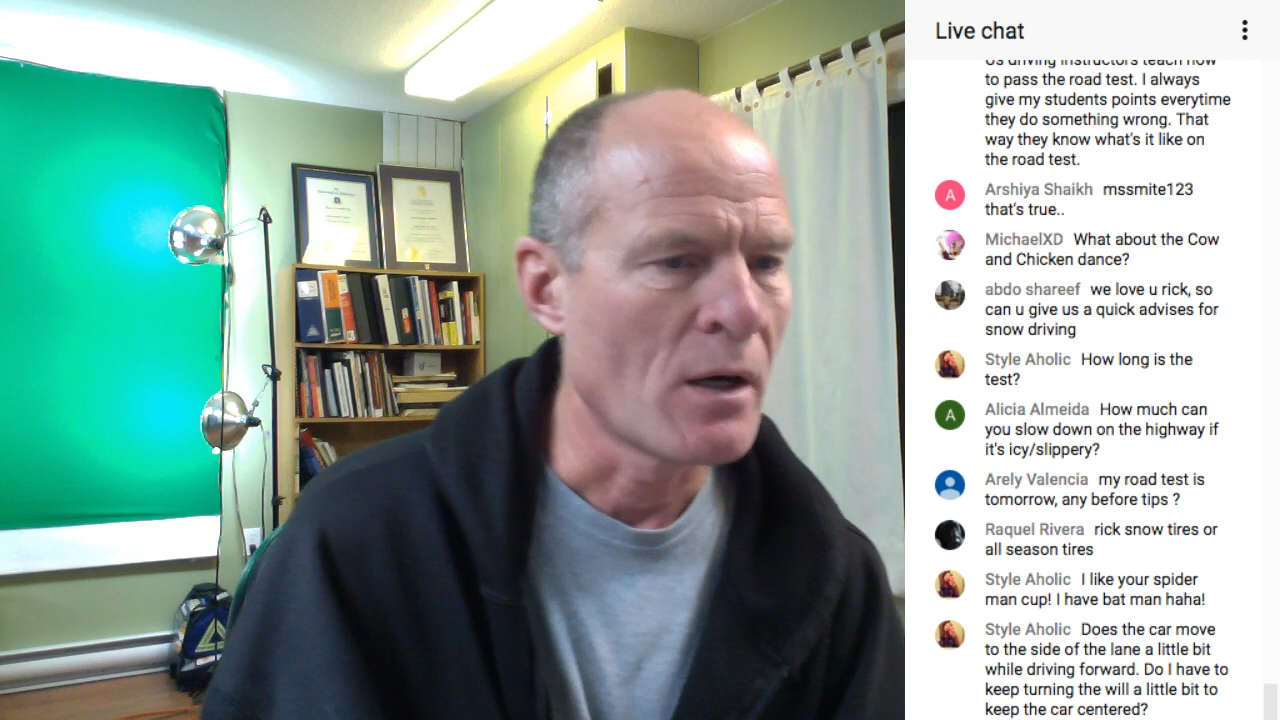 Live chat
Us driving instructors teach how
to pass the road test. I always
give my students points everytime
they do something wrong. That
way they know what's it like on
the road test.
A
Arshiya Shaikh mssmite123
that's true..
MichaelXD What about the Cow
and Chicken dance?
abdo shareef we love u rick, so
can u give us a quick advises for
snow driving
Style Aholic How long is the
test?
A
Alicia Almeida How much can
you slow down on the highway if
it's icy/slippery?
Arely Valencia my road test is
tomorrow, any before tips ?
Raquel Rivera rick snow tires or
all season tires
Style Aholic I like your spider
man cup! I have bat man haha!
Style Aholic Does the car move
to the side of the lane a little bit
while driving forward. Do I have to
keep turning the will a little bit to
keep the car centered?